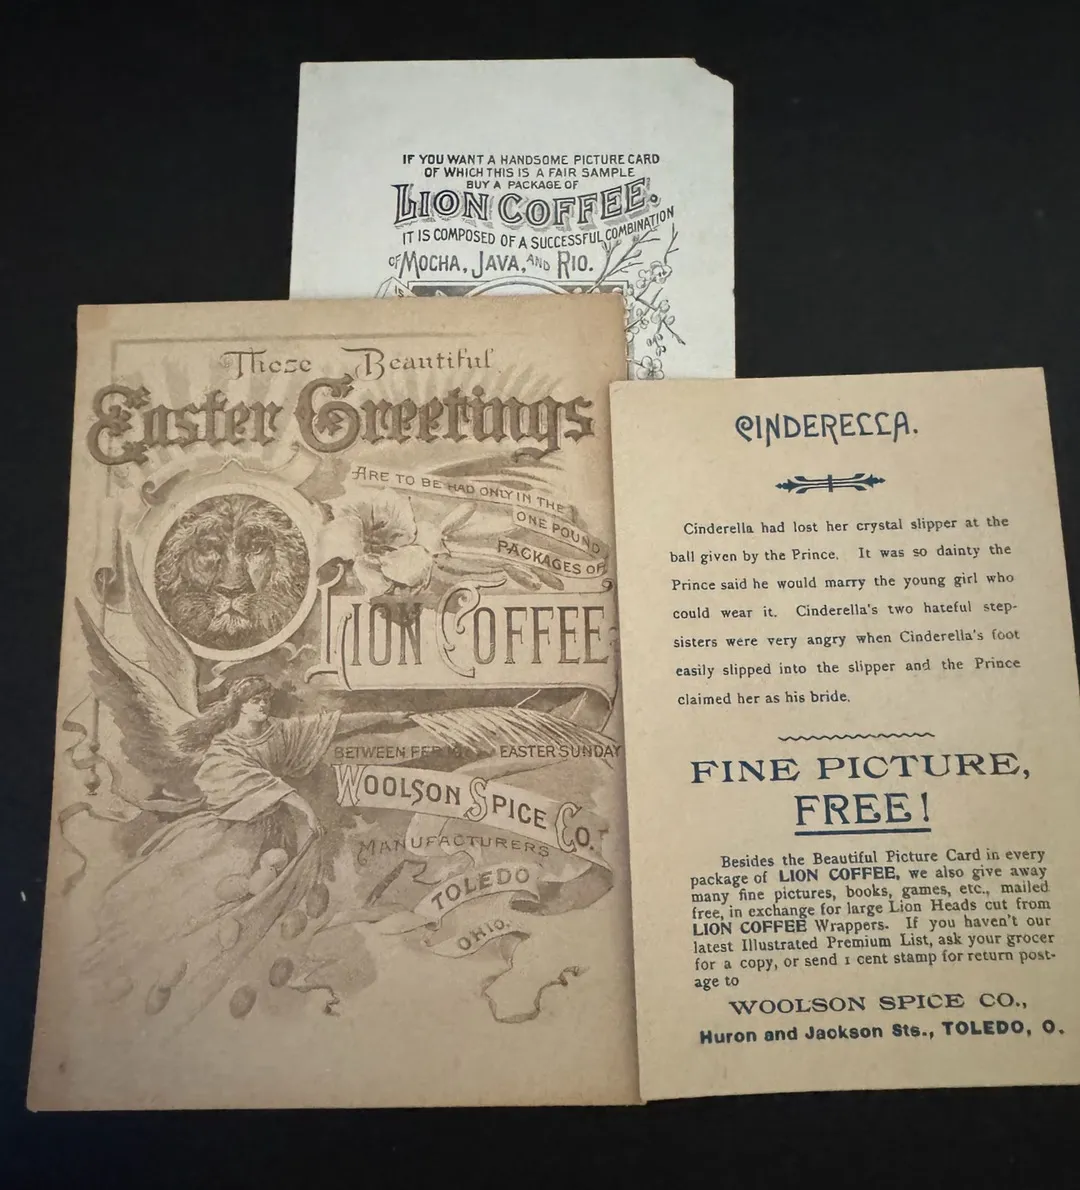 IF YOU WANT A HANDSOME PICTURE CARD
OF WHICH THIS IS A FAIR SAMPLE
BUY A PACKAGE OF
LION COFFEE.
IT IS COMPOSED OF A SUCCESSFUL COMBINATION
OF MOCHA, JAVA, AND RIO.
IS
These Beautiful
Easter Greetings
ARE TO BE HAD ONLY IN THE
ONE POUND
PACKAGES OF
LION COFFEE
BETWEEN FEB EASTER SUNDAY
WOOLSON SPICE CO.
MANUFACTURERS
TOLEDO
OHIO.
CINDERELLA.
Cinderella had lost her crystal slipper at the
ball given by the Prince. It was so dainty the
Prince said he would marry the young girl who
could wear it. Cinderella's two hateful step-
sisters were very angry when Cinderella's foot
easily slipped into the slipper and the Prince
claimed her as his bride.
FINE PICTURE,
FREE!
Besides the Beautiful Picture Card in every
package of LION COFFEE, we also give away
many fine pictures, books, games, etc., mailed
free, in exchange for large Lion Heads cut from
LION COFFEE Wrappers. If you haven't our
latest Illustrated Premium List, ask your grocer
for a copy, or send 1 cent stamp for return post-
age to
WOOLSON SPICE CO.,
Huron and Jackson Sts., TOLEDO, O.